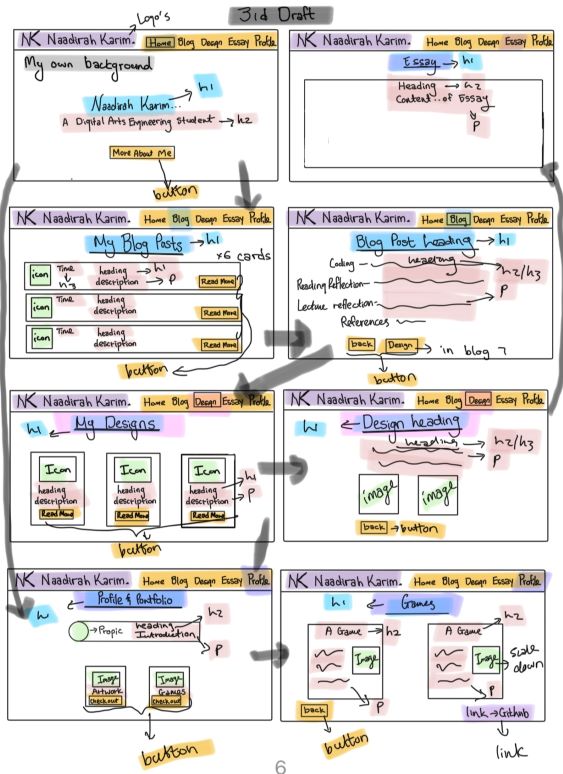 3rd Draft
Logo's
NK Naadirah Karim. Home Blog Design Essay Profile
My own background
Naadirah Karim... h1
A Digital Arts Engineering Student → h2
More About Me
button
NK Naadirah Karim. Home Blog Design Essay Profile
Essay → h1
Heading → h2
Content... of Essay
P
NK Naadirah Karim. Home Blog Design Essay Profile
My Blog Posts → h1
×6 cards
icon Time heading → h1
h3 description → P Read More
icon Time heading
description Read More
icon Time heading
description Read More
button
NK Naadirah Karim. Home Blog Design Essay Profile
Blog Post heading → h1
Coding heading h2/h3
Reading Reflection
P
Lecture reflection
References
back Design → in blog 7
button
NK Naadirah Karim. Home Blog Design Essay Profile
h1 ← My Designs
Icon Icon Icon
heading heading heading → h1
description description description → P
Read More Read More Read More
button
NK Naadirah Karim. Home Blog Design Essay Profile
h1 ← Design heading
heading h2/h3
P
image image
back → button
NK Naadirah Karim. Home Blog Design Essay Profile
h1 ← Profile & Portfolio
h2
→ Propic heading
Introduction
P
Image Image
Artwork Games
checkout checkout
button
NK Naadirah Karim. Home Blog Design Essay Profile
h1 ← Games
h2
A Game → h2 A Game
Image Image Scale
down
P P
back link → Github
button link
6